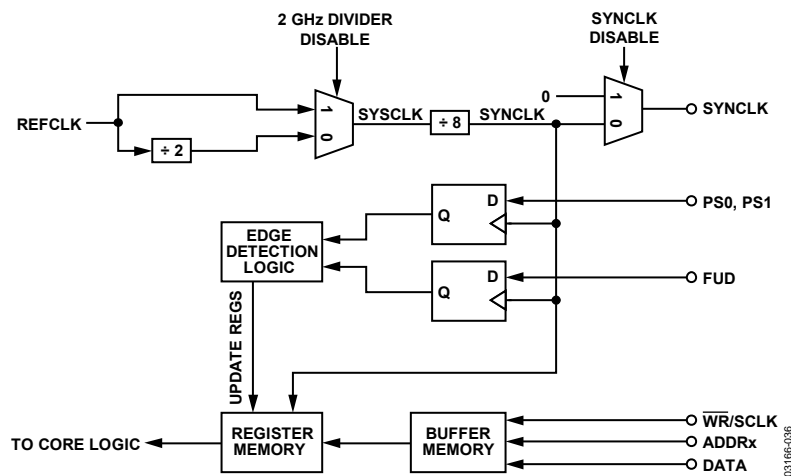 2 GHz DIVIDER
DISABLE
SYNCLK
DISABLE
REFCLK
÷ 2
1
0
SYSCLK
÷ 8
SYNCLK
0
1
0
SYNCLK
D
Q
PS0, PS1
EDGE
DETECTION
LOGIC
D
Q
FUD
UPDATE REGS
TO CORE LOGIC
REGISTER
MEMORY
BUFFER
MEMORY
W̅R̅/SCLK
ADDRx
DATA
03166-036